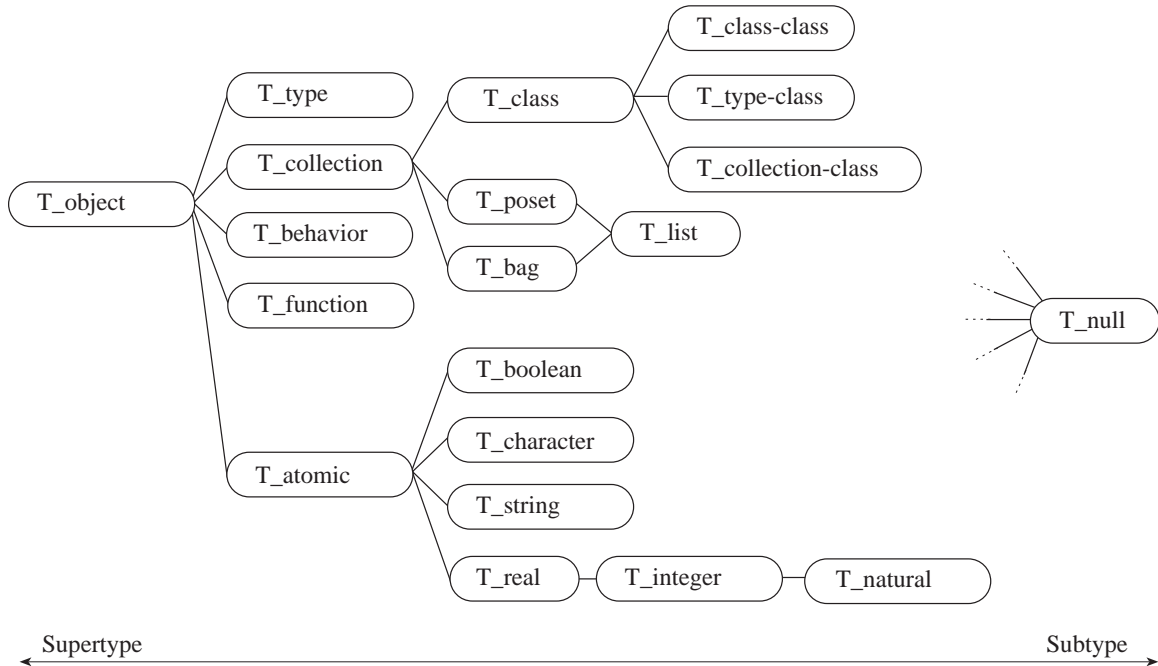 T_class-class
T_type
T_class
T_type-class
T_collection
T_collection-class
T_object
T_poset
T_behavior
T_list
T_bag
T_function
T_null
T_boolean
T_character
T_atomic
T_string
T_real
T_integer
T_natural
Supertype
Subtype